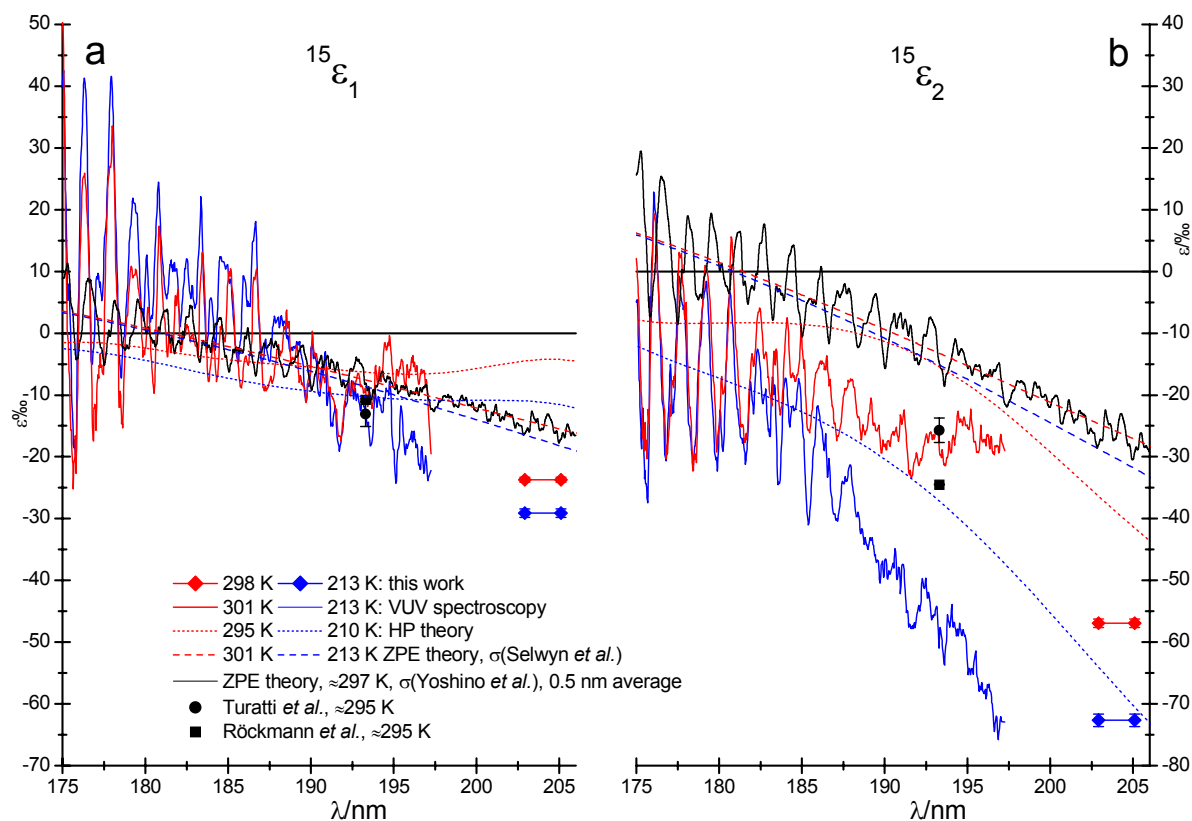 50
40
30
20
10
0
-10
-20
-30
-40
-50
-60
-70
a
¹⁵ε₁
ε‰,
298 K 213 K: this work
301 K 213 K: VUV spectroscopy
295 K 210 K: HP theory
301 K 213 K ZPE theory, σ(Selwyn et al.)
ZPE theory, ≈297 K, σ(Yoshino et al.), 0.5 nm average
Turatti et al., ≈295 K
Röckmann et al., ≈295 K
175 180 185 190 195 200 205
λ/nm
b
¹⁵ε₂
40
30
20
10
0
-10
-20
-30
-40
-50
-60
-70
-80
ε/‰
175 180 185 190 195 200 205
λ/nm